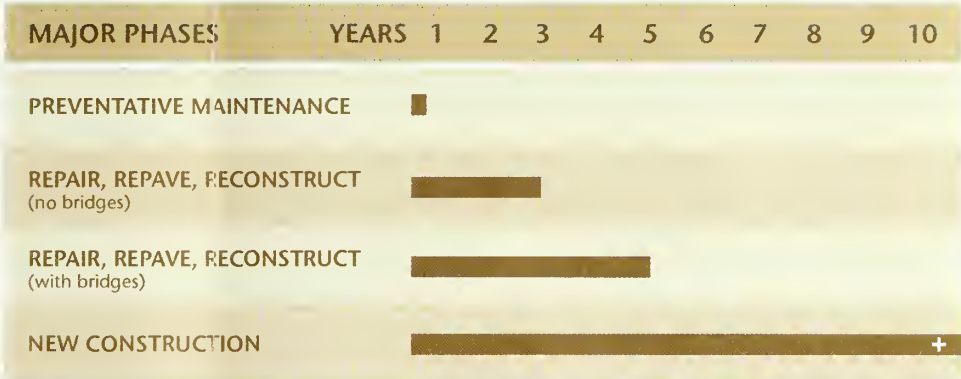 MAJOR PHASES YEARS 1 2 3 4 5 6 7 8 9 10
PREVENTATIVE MAINTENANCE
REPAIR, REPAVE, RECONSTRUCT
(no bridges)
REPAIR, REPAVE, RECONSTRUCT
(with bridges)
NEW CONSTRUCTION
+